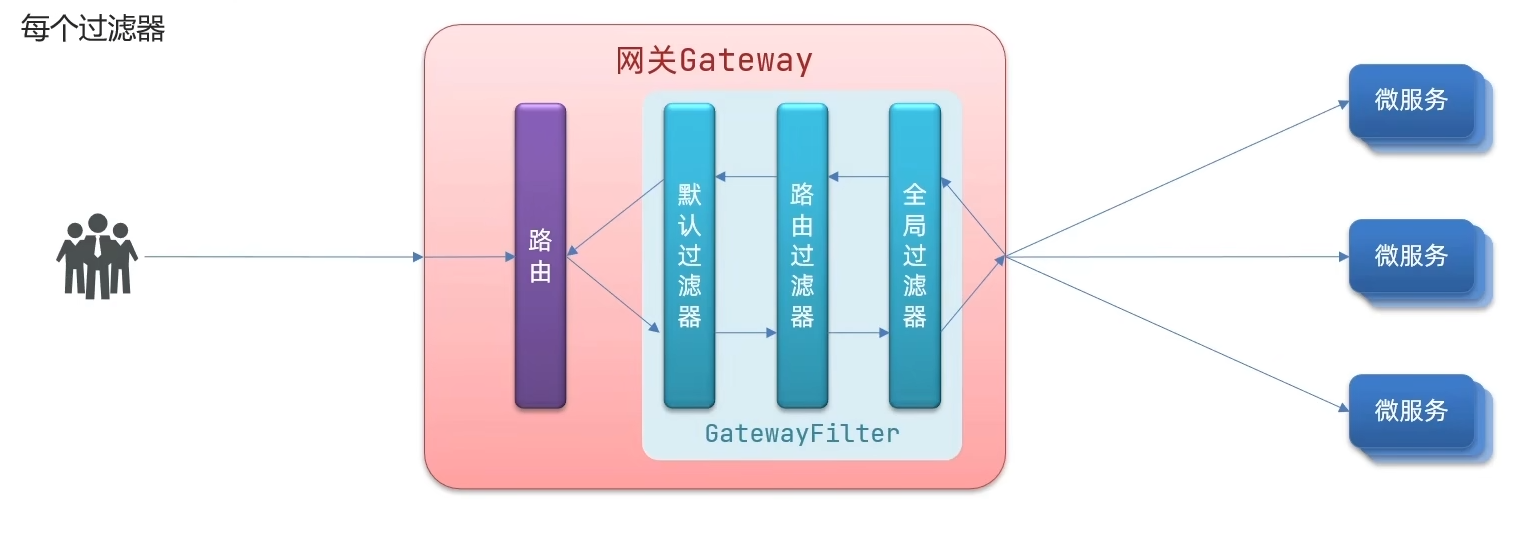 每个过滤器
网关Gateway
路由
默认过滤器
路由过滤器
全局过滤器
GatewayFilter
微服务
微服务
微服务